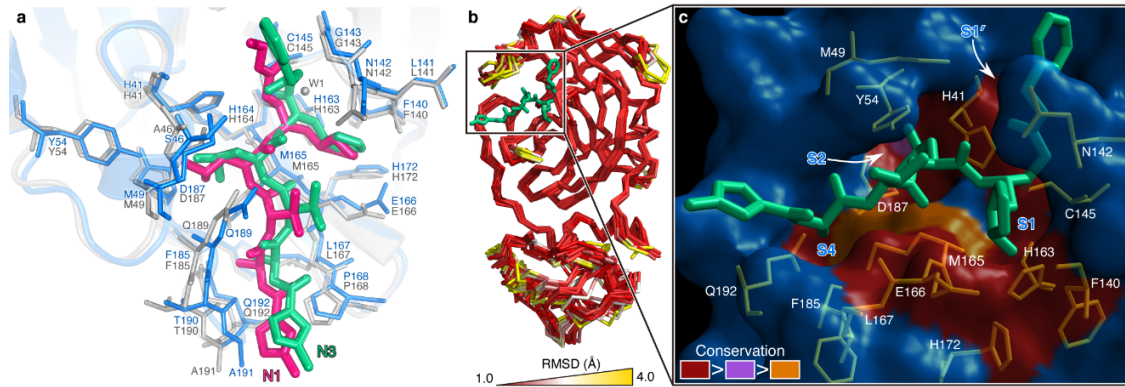 a
C145
C145
G143
G143
N142
N142
L141
L141
W1
H41
H41
H164
H164
H163
H163
F140
F140
Y54
Y54
A46
S46
M165
M165
H172
H172
M49
M49
D187
D187
E166
E166
Q189
Q189
F185
F185
L167
L167
P168
P168
Q192
Q192
T190
T190
N3
A191
A191
N1
b
RMSD (Å)
1.0
4.0
c
S1′
M49
Y54
H41
N142
S2
D187
C145
S1
S4
M165
H163
Q192
F185
E166
F140
L167
H172
Conservation
> >